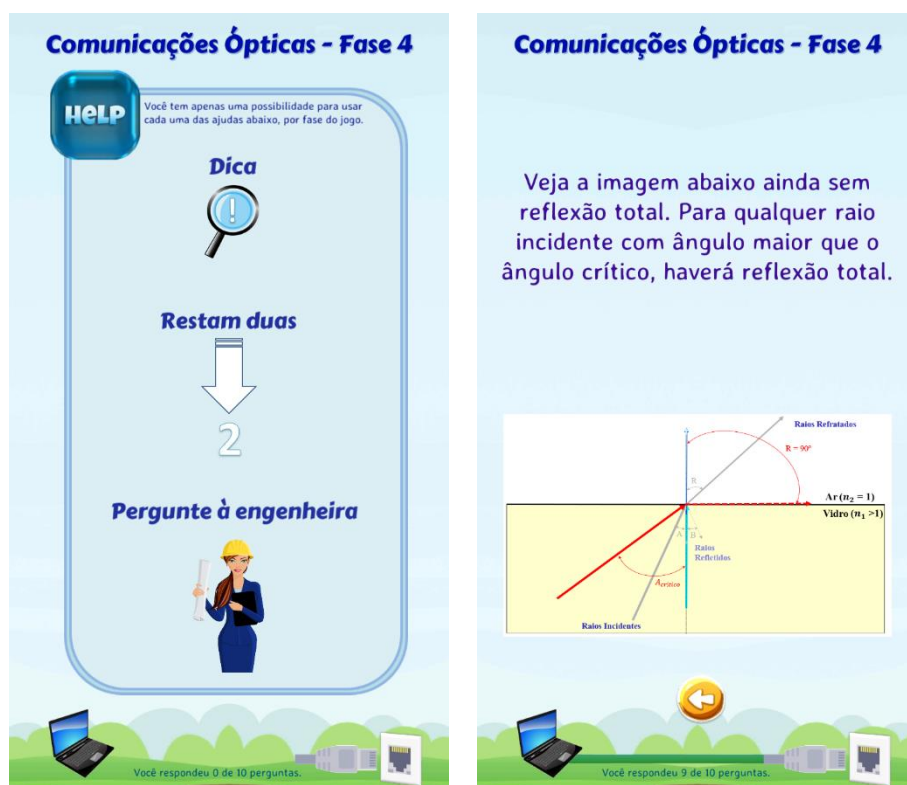 Comunicações Ópticas - Fase 4
HELP
Você tem apenas uma possibilidade para usar
cada uma das ajudas abaixo, por fase do jogo.
Dica
!
Restam duas
2
Pergunte à engenheira
Você respondeu 0 de 10 perguntas.
Comunicações Ópticas - Fase 4
Veja a imagem abaixo ainda sem
reflexão total. Para qualquer raio
incidente com ângulo maior que o
ângulo crítico, haverá reflexão total.
Raios Refratados
R = 90º
R
Ar (n₂ = 1)
Vidro (n₁ >1)
A B
Raios
Refletidos
Acrítico
Raios Incidentes
Você respondeu 9 de 10 perguntas.